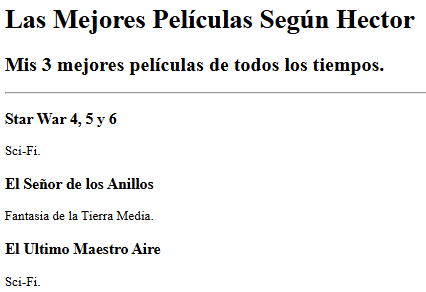 Las Mejores Películas Según Hector
Mis 3 mejores películas de todos los tiempos.
Star War 4, 5 y 6
Sci-Fi.
El Señor de los Anillos
Fantasia de la Tierra Media.
El Ultimo Maestro Aire
Sci-Fi.